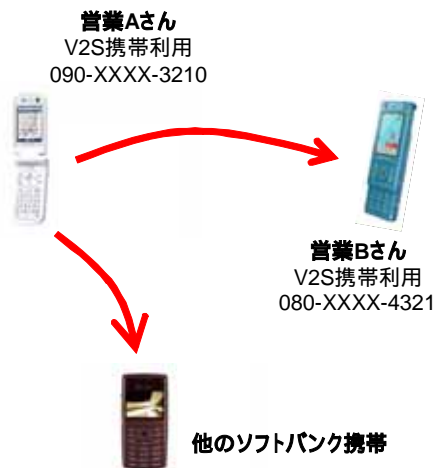 営業Aさん
V2S携帯利用
090-XXXX-3210
営業Bさん
V2S携帯利用
080-XXXX-4321
他のソフトバンク携帯